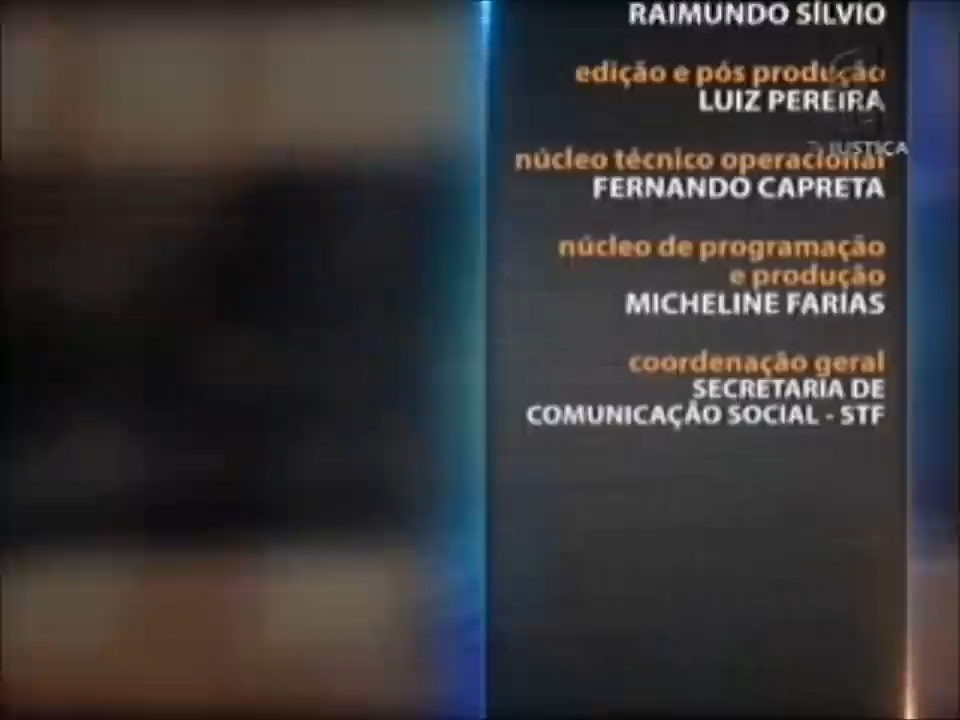 RAIMUNDO SÍLVIO
edição e pós produção
LUIZ PEREIRA
JUSTIÇA
núcleo técnico operacional
FERNANDO CAPRETA
núcleo de programação
e produção
MICHELINE FARIAS
coordenação geral
SECRETARIA DE
COMUNICAÇÃO SOCIAL - STF